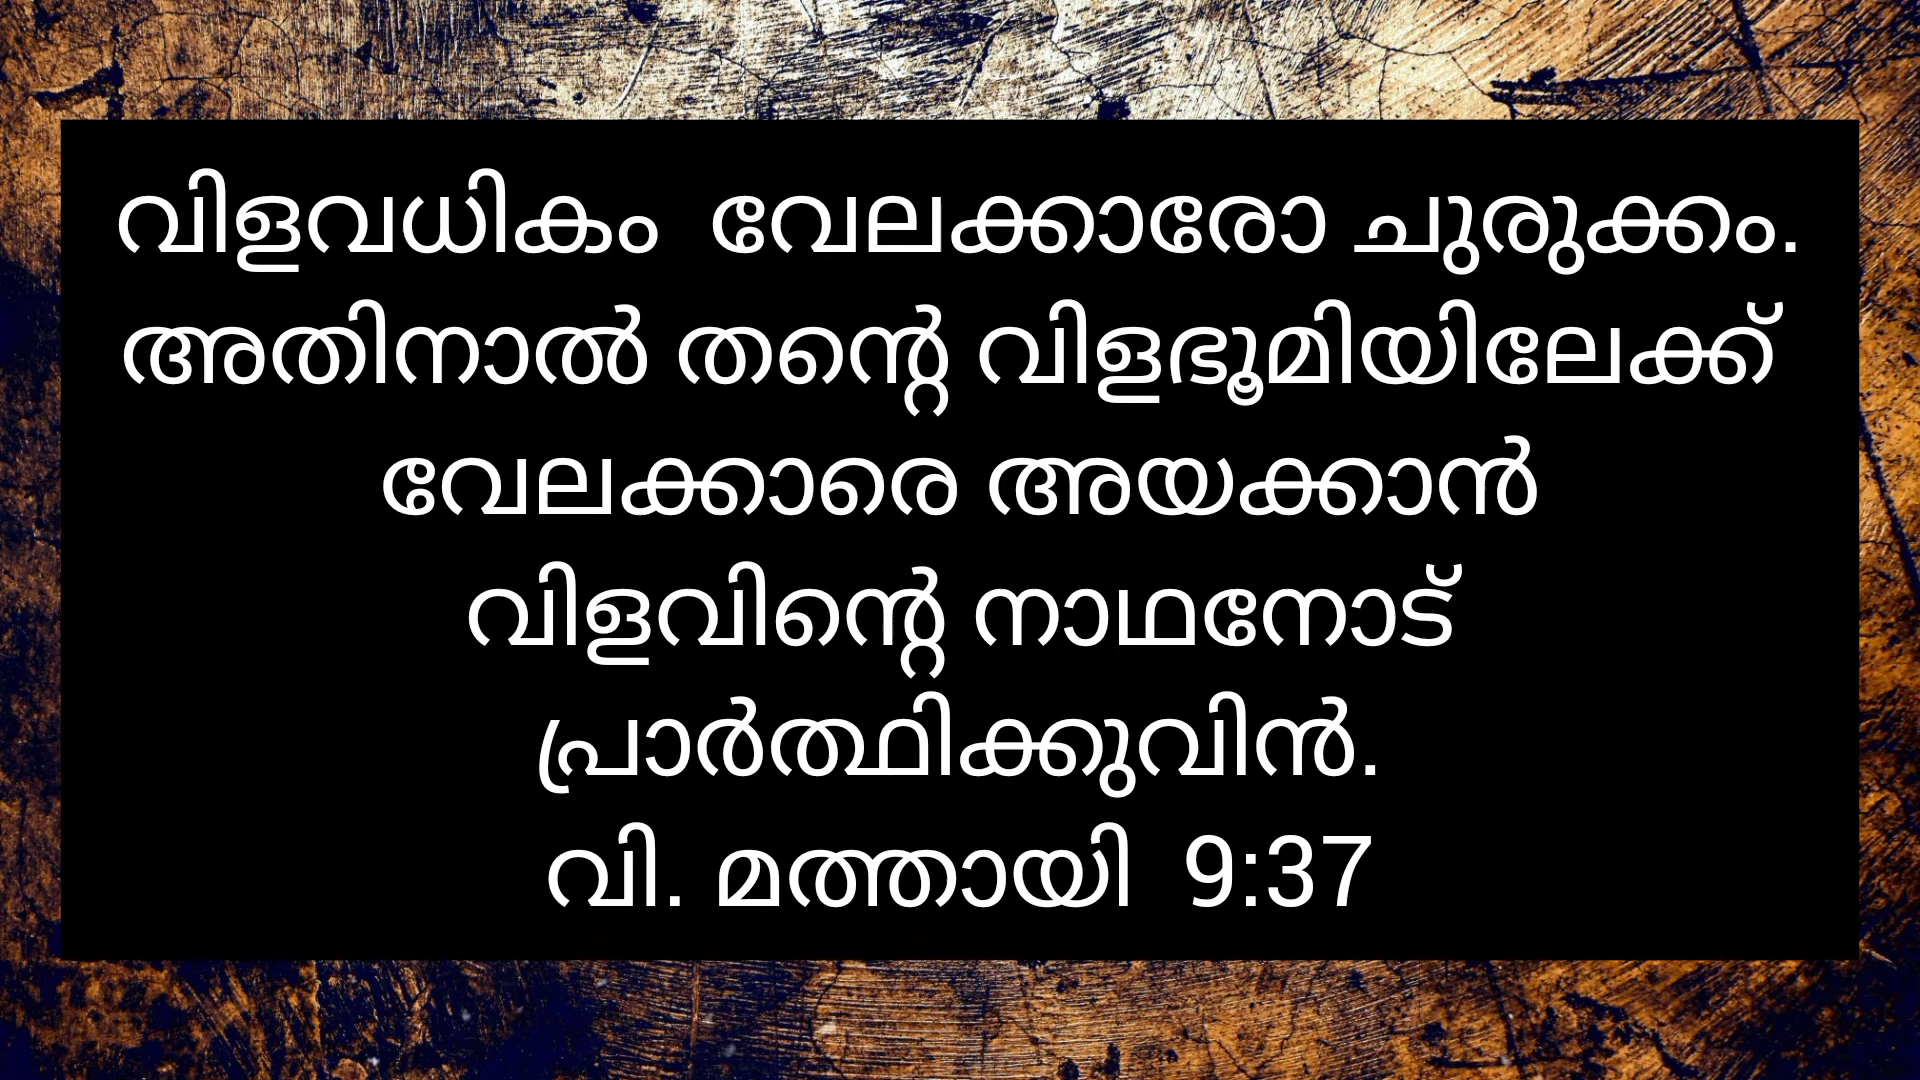 വിളവധികം വേലക്കാരോ ചുരുക്കം.
അതിനാൽ തന്റെ വിളഭൂമിയിലേക്ക്
വേലക്കാരെ അയക്കാൻ
വിളവിന്റെ നാഥനോട്
പ്രാർത്ഥിക്കുവിൻ.
വി. മത്തായി 9:37